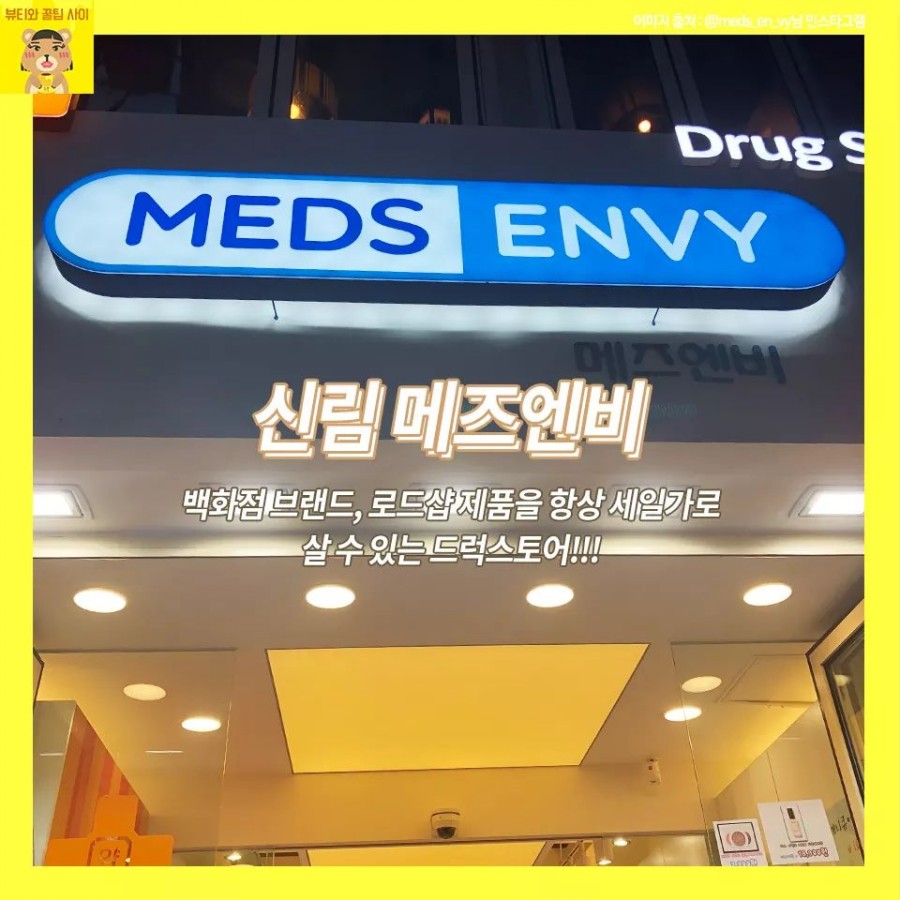 뷰티와 꿀팁 사이
이미지 출처 : @meds_en_vy님 인스타그램
Drug S
MEDS ENVY
메즈엔비
신림 메즈엔비
백화점 브랜드, 로드샵 제품을 항상 세일가로
살 수 있는 드럭스토어!!!
약